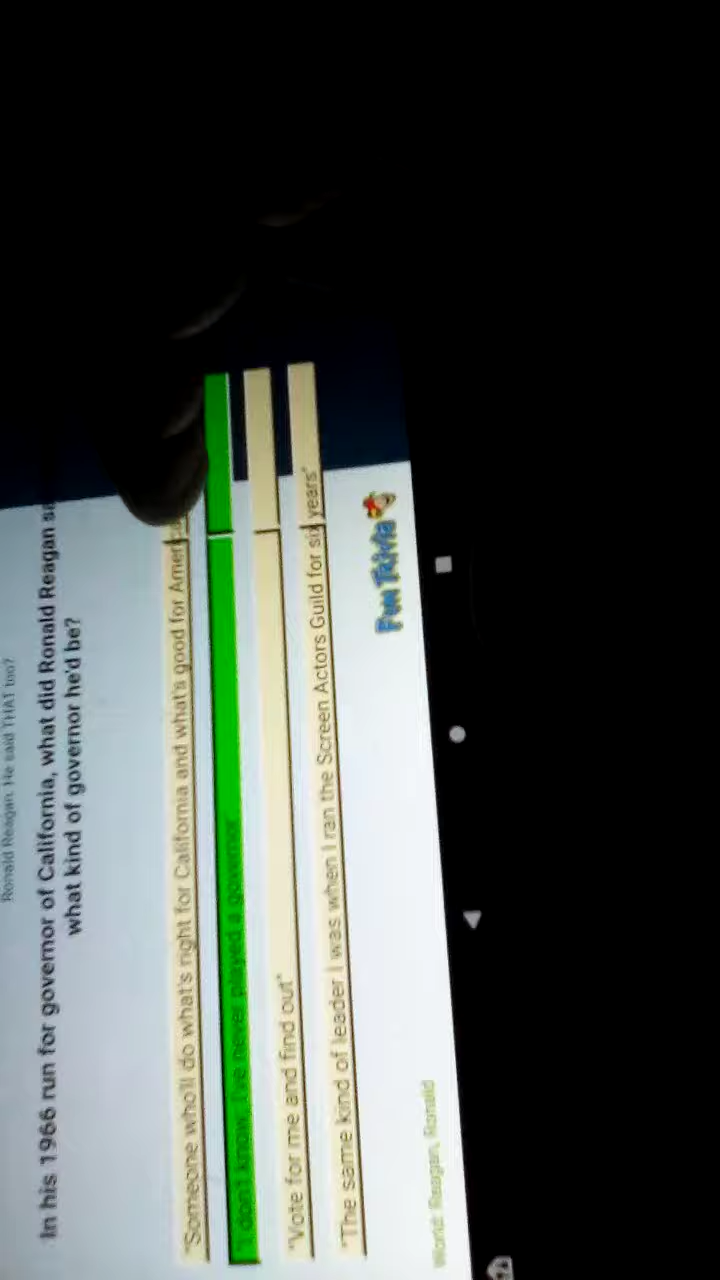 Ronald Reagan. He said THAT too?
In his 1966 run for governor of California, what did Ronald Reagan
what kind of governor he'd be?
"Someone who'll do what's right for California and what's good for
"I don't know, I've never played a governor
"Vote for me and find out"
"The same kind of leader I was when I ran the Screen Actors Guild for six years"
Fun Trivia
World: Reagan, Ronald